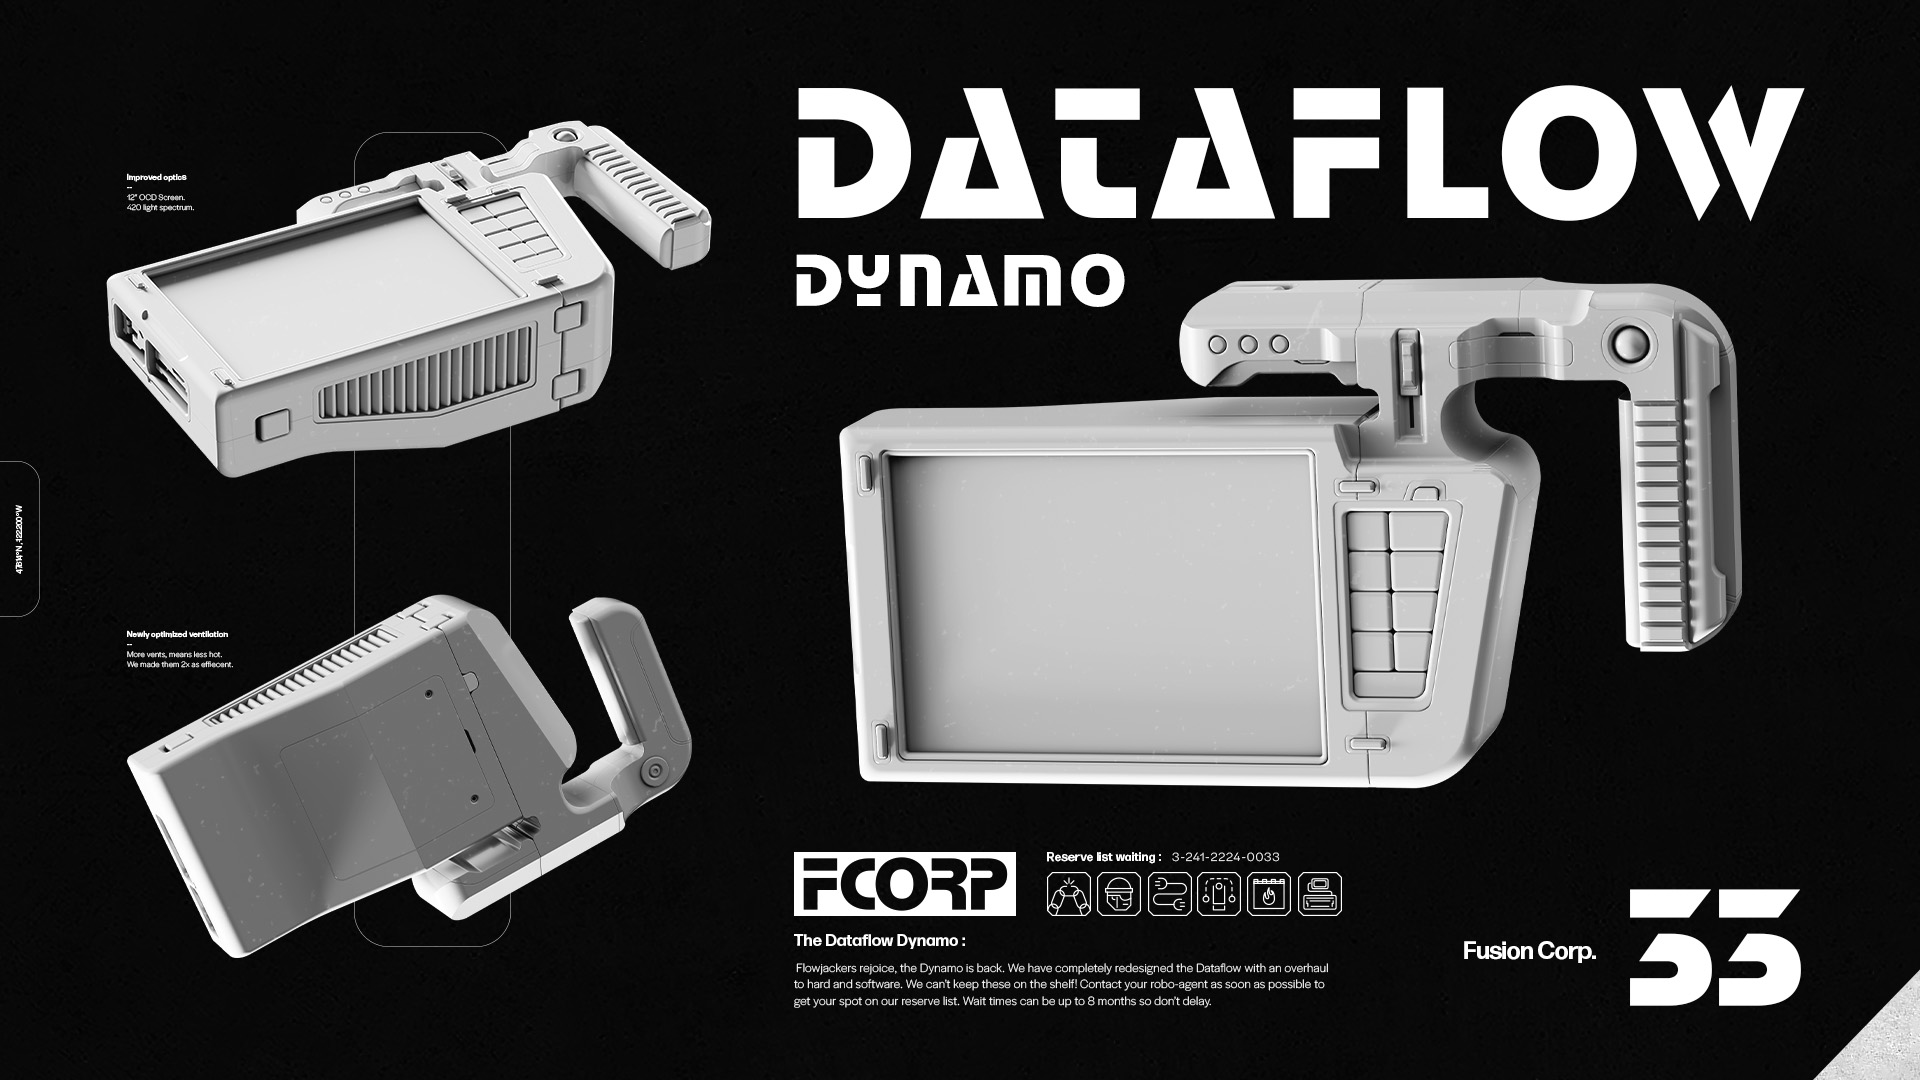 DATAFLOW
DYNAMO
Improved optics
--
12" OCD Screen.
420 light spectrum.
Newly optimized ventilation
--
More vents, means less hot.
We made them 2x as effiecent.
FCORP
Reserve list waiting : 3-241-2224-0033
The Dataflow Dynamo :
Flowjackers rejoice, the Dynamo is back. We have completely redesigned the Dataflow with an overhaul
to hard and software. We can't keep these on the shelf! Contact your robo-agent as soon as possible to
get your spot on our reserve list. Wait times can be up to 8 months so don't delay.
Fusion Corp.
33